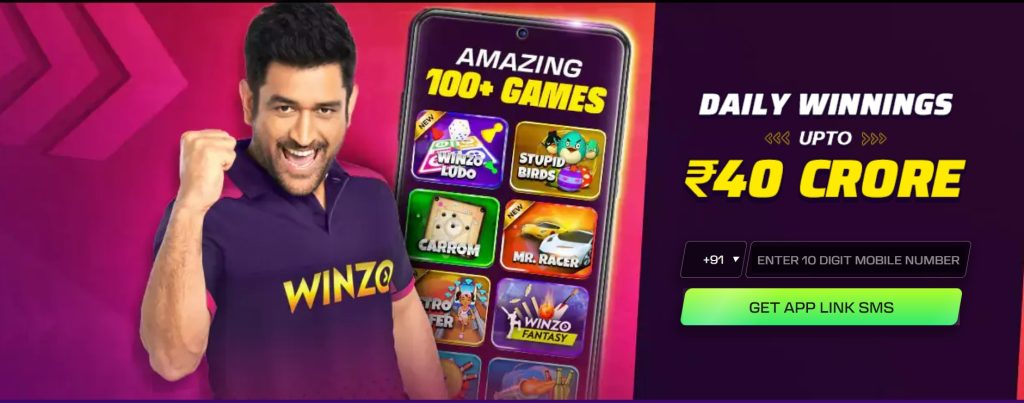 WINZO
AMAZING
100+ GAMES
NEW
WINZO
LUDO
STUPID
BIRDS
CARROM
NEW
MR. RACER
WINZO
FANTASY
DAILY WINNINGS
UPTO
₹40 CRORE
+91
ENTER 10 DIGIT MOBILE NUMBER
GET APP LINK SMS